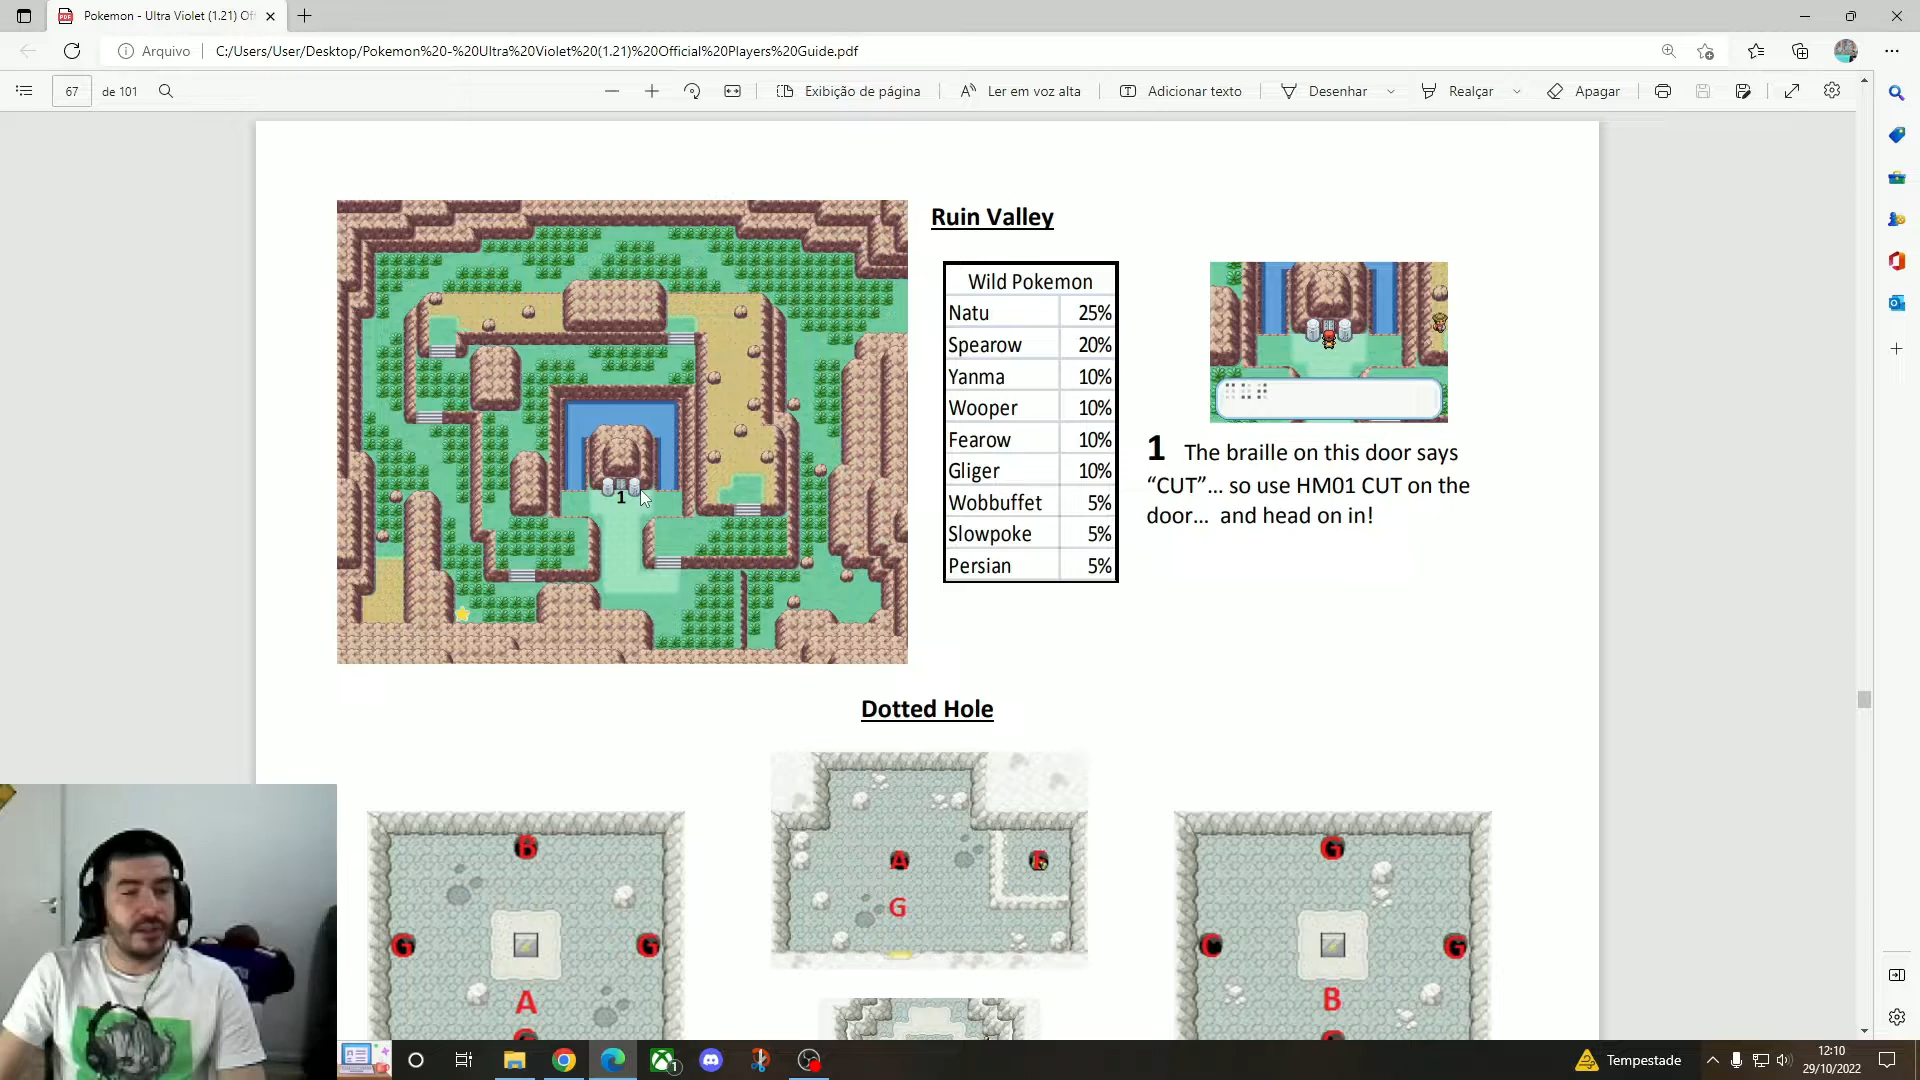 Pokemon - Ultra Violet (1.21) Of
Arquivo
C:/Users/User/Desktop/Pokemon%20-%20Ultra%20Violet%20(1.21)%20Official%20Players%20Guide.pdf
67
de 101
Exibição de página
Ler em voz alta
Adicionar texto
Desenhar
Realçar
Apagar
Ruin Valley
Wild Pokemon
Natu 25%
Spearow 20%
Yanma 10%
Wooper 10%
Fearow 10%
Gliger 10%
Wobbuffet 5%
Slowpoke 5%
Persian 5%
1
1 The braille on this door says
“CUT”… so use HM01 CUT on the
door… and head on in!
Dotted Hole
B
G
G
A
A
G
G
G
B
1
Tempestade
12:10
29/10/2022